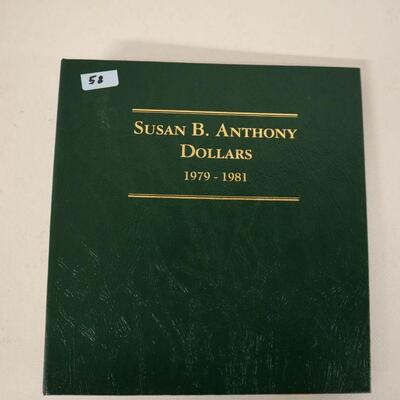 58
SUSAN B. ANTHONY
DOLLARS
1979 - 1981